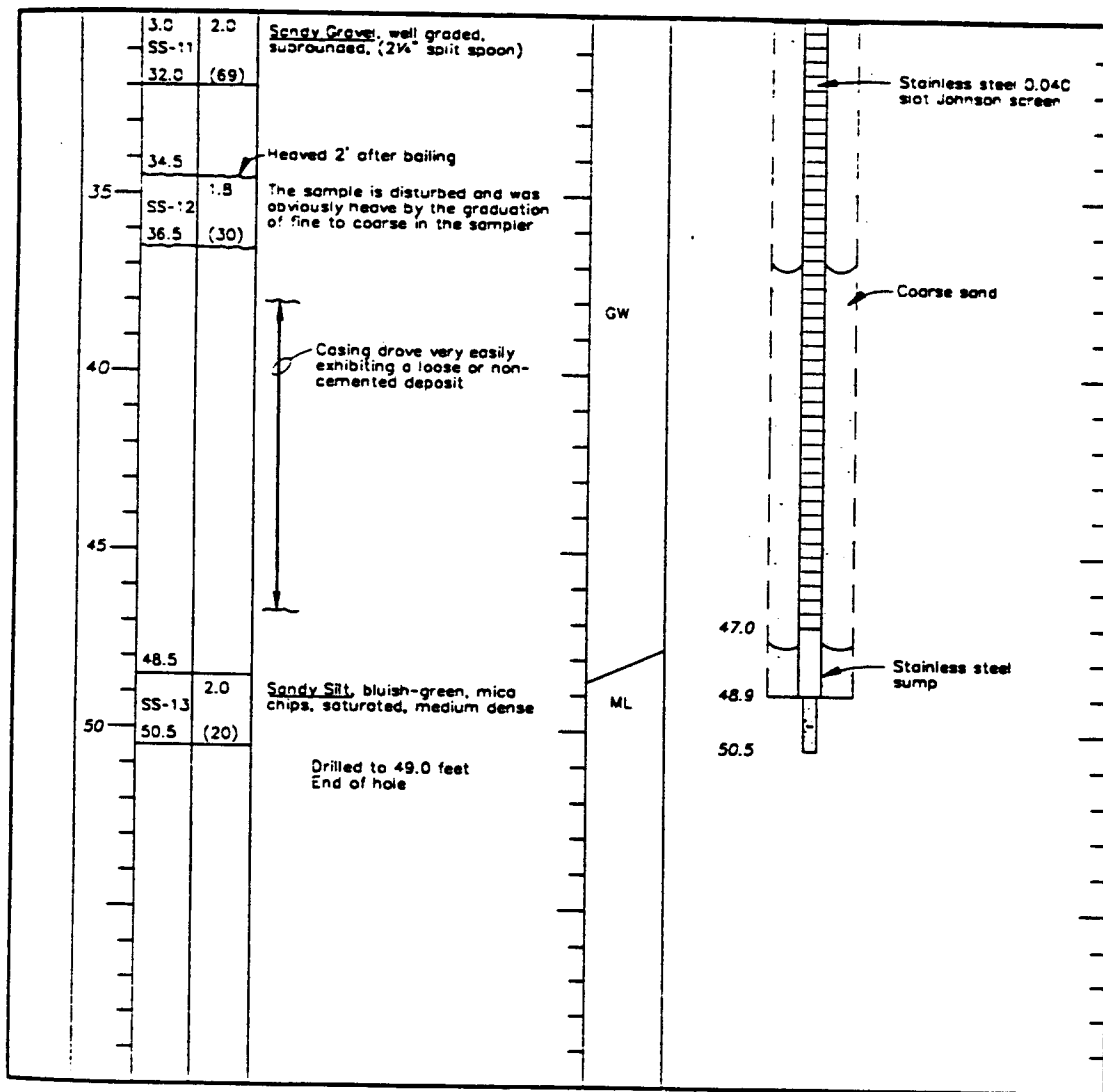 3.0 2.0
SS-11
32.0 (69)
Sandy Gravel, well graded,
subrounded, (2¼" split spoon)
Stainless steel 0.040
slot Johnson screen
34.5
Heaved 2' after bailing
35
1.8
SS-12
36.5 (30)
The sample is disturbed and was
obviously heave by the graduation
of fine to coarse in the sampler
Coarse sand
GW
Casing drove very easily
exhibiting a loose or non-
cemented deposit
40
45
47.0
48.5
2.0
SS-13
50.5 (20)
Sandy Silt, bluish-green, mica
chips, saturated, medium dense
ML
Stainless steel
sump
48.9
50
50.5
Drilled to 49.0 feet
End of hole